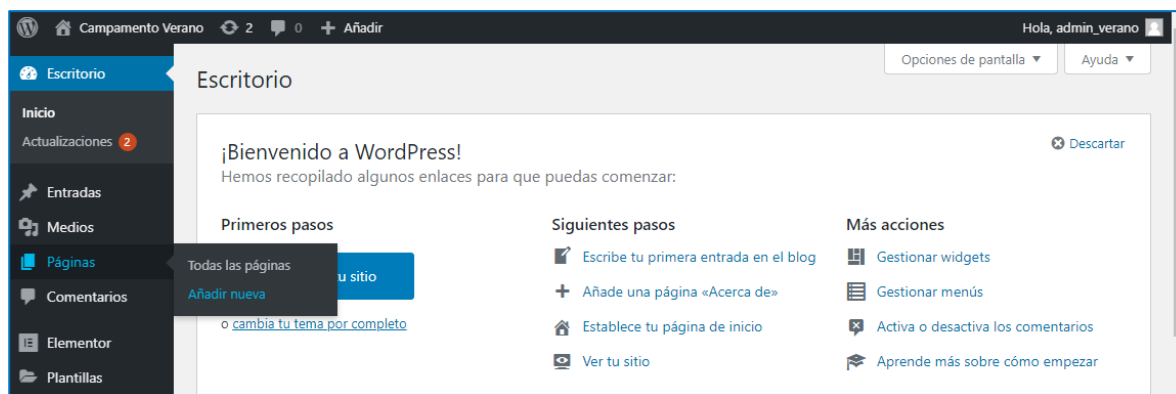 Campamento Verano 2 0 Añadir Hola, admin_verano
Opciones de pantalla Ayuda
Escritorio
Inicio
Actualizaciones 2
Entradas
Medios
Páginas
Comentarios
Elementor
Plantillas
Todas las páginas
Añadir nueva
Escritorio
¡Bienvenido a WordPress!
Descartar
Hemos recopilado algunos enlaces para que puedas comenzar:
Primeros pasos
u sitio
o cambia tu tema por completo
Siguientes pasos
Escribe tu primera entrada en el blog
Añade una página «Acerca de»
Establece tu página de inicio
Ver tu sitio
Más acciones
Gestionar widgets
Gestionar menús
Activa o desactiva los comentarios
Aprende más sobre cómo empezar